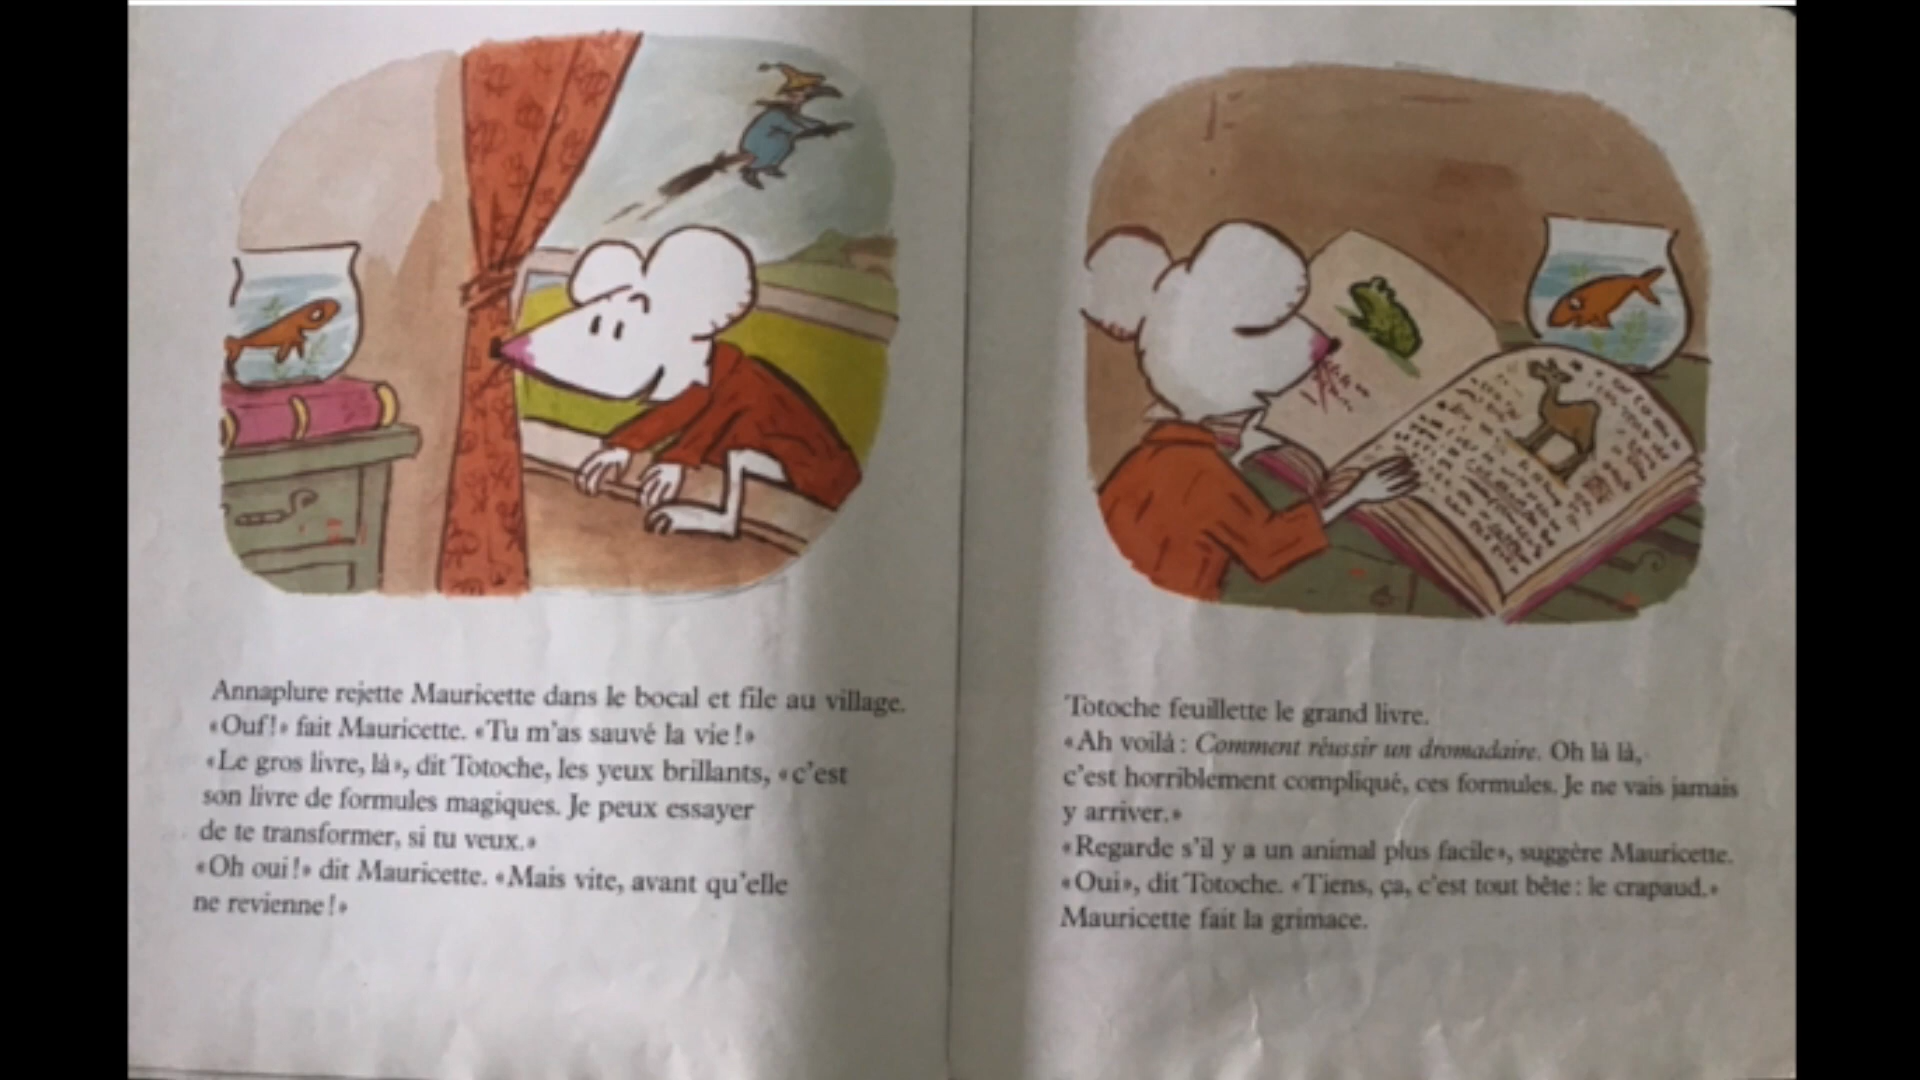 Annaplure rejette Mauricette dans le bocal et file au village.
«Ouf!» fait Mauricette. «Tu m'as sauvé la vie!»
«Le gros livre, là», dit Totoche, les yeux brillants, «c'est
son livre de formules magiques. Je peux essayer
de te transformer, si tu veux.»
«Oh oui!» dit Mauricette. «Mais vite, avant qu'elle
ne revienne!»
Totoche feuillette le grand livre.
«Ah voilà : Comment réussir un dromadaire. Oh là là,
c'est horriblement compliqué, ces formules. Je ne vais jamais
y arriver.»
«Regarde s'il y a un animal plus facile», suggère Mauricette.
«Oui», dit Totoche. «Tiens, ça, c'est tout bête : le crapaud.»
Mauricette fait la grimace.